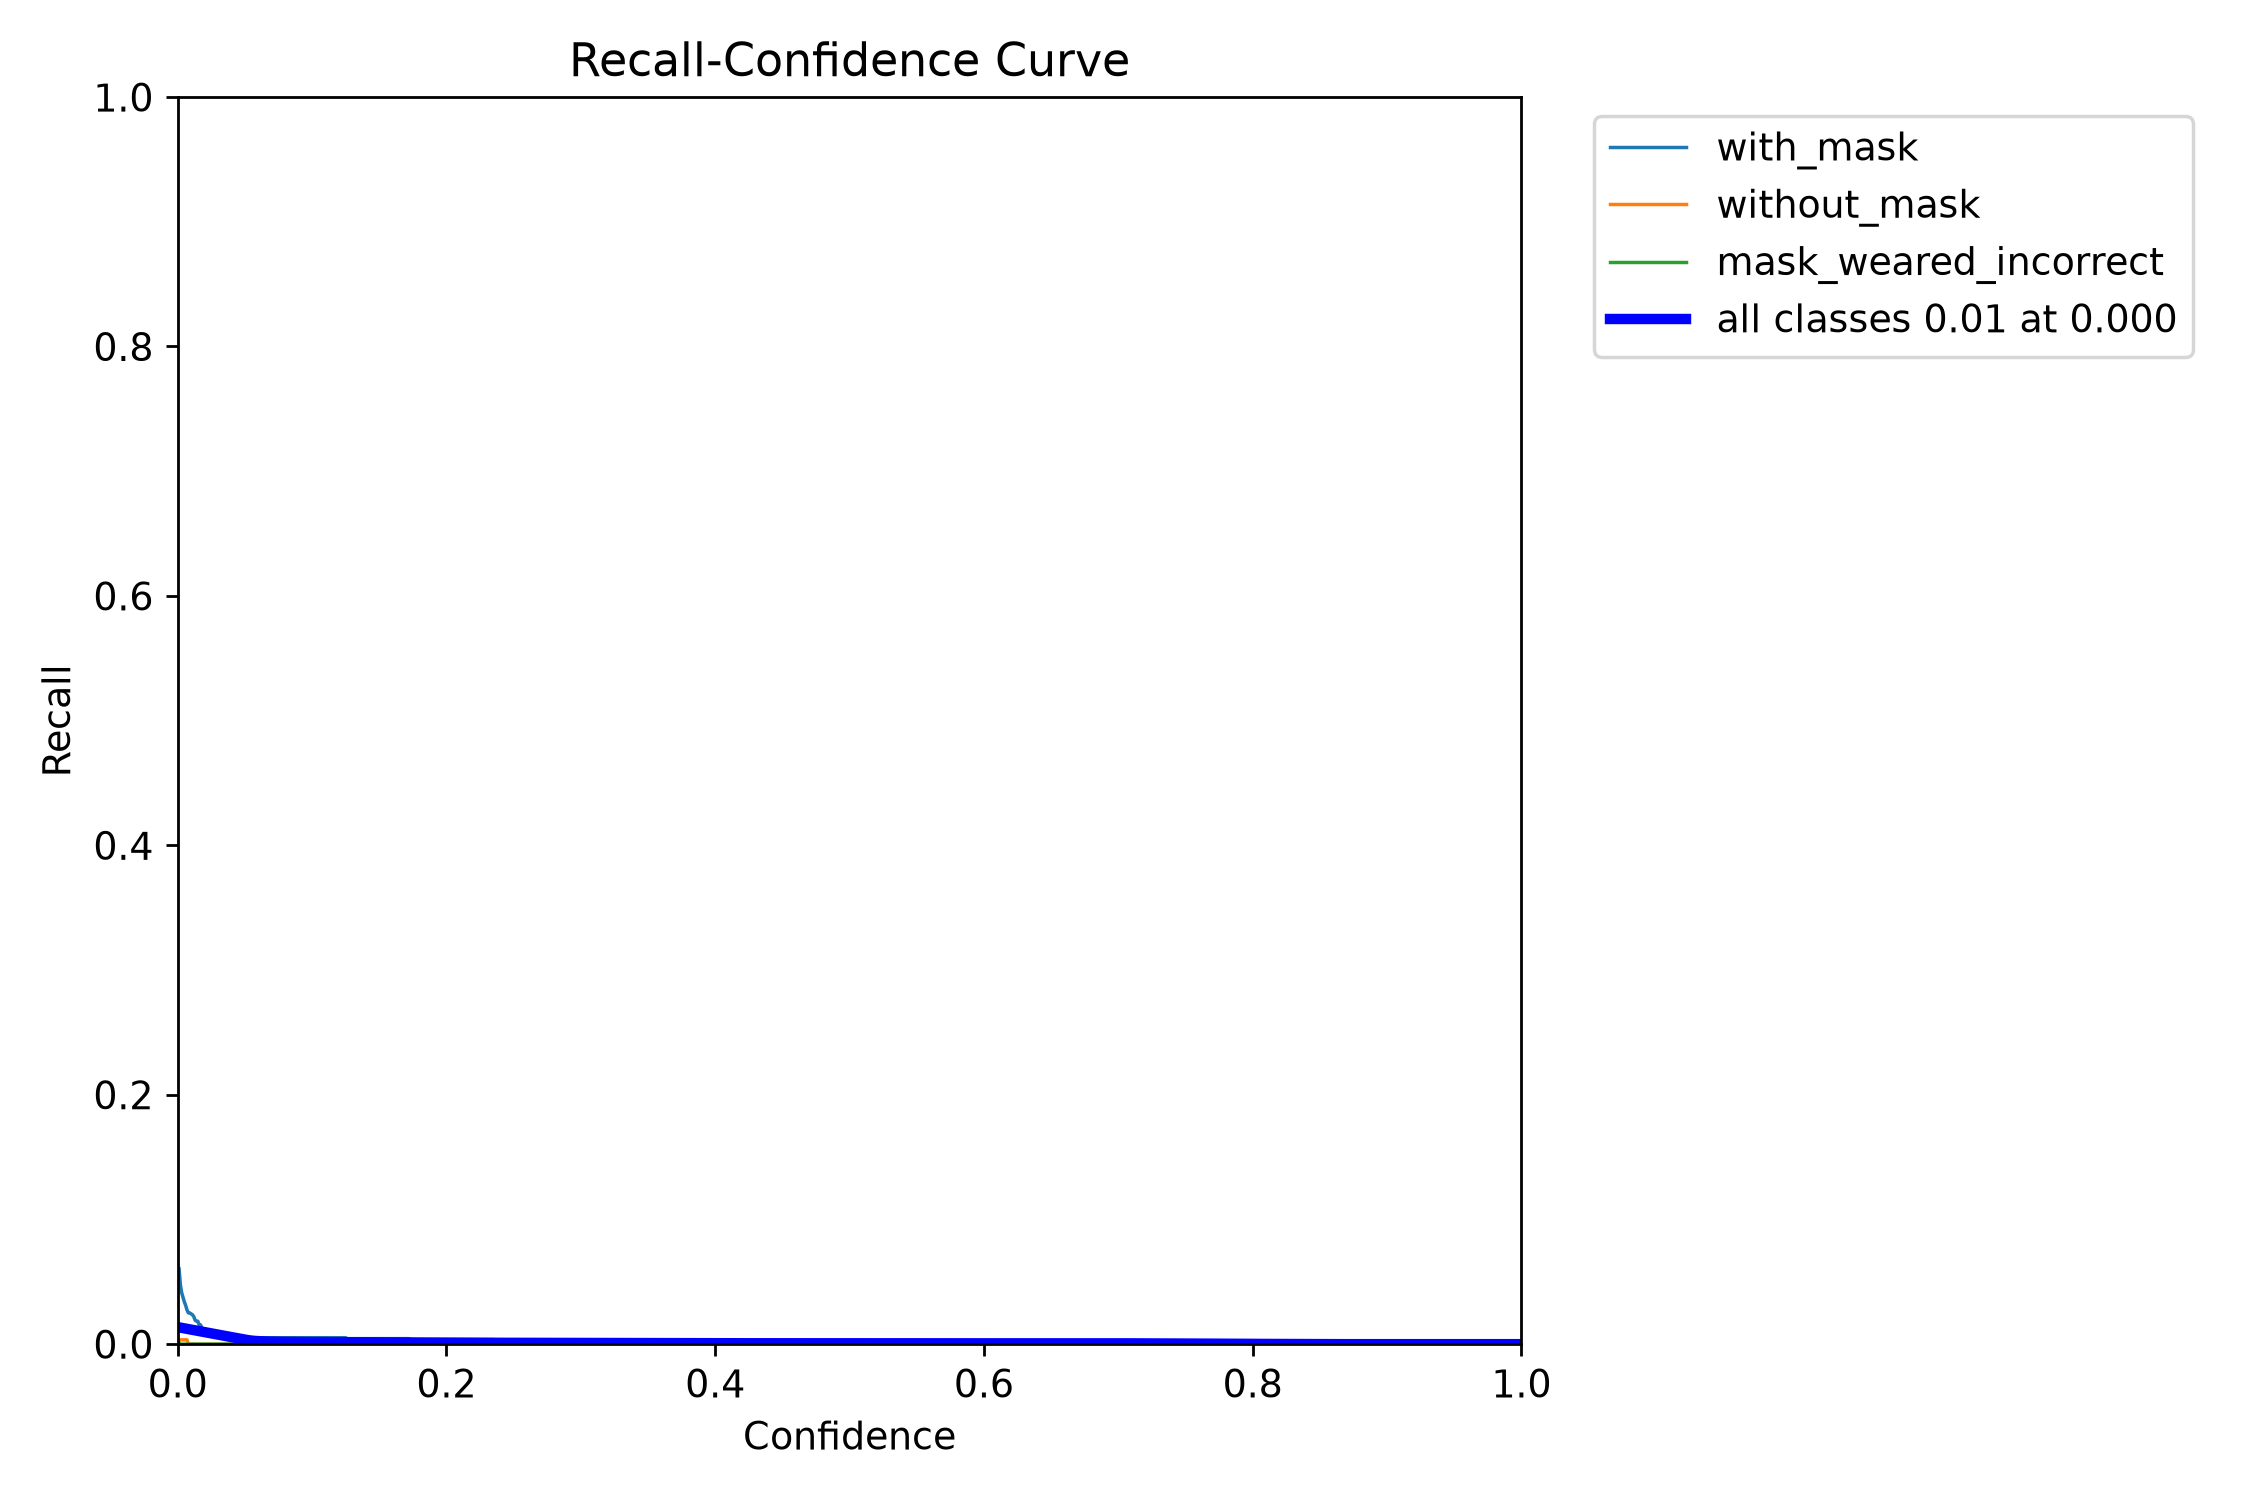 Recall-Confidence Curve
1.0
0.8
0.6
0.4
0.2
0.0
Recall
0.0 0.2 0.4 0.6 0.8 1.0
Confidence
with_mask
without_mask
mask_weared_incorrect
all classes 0.01 at 0.000